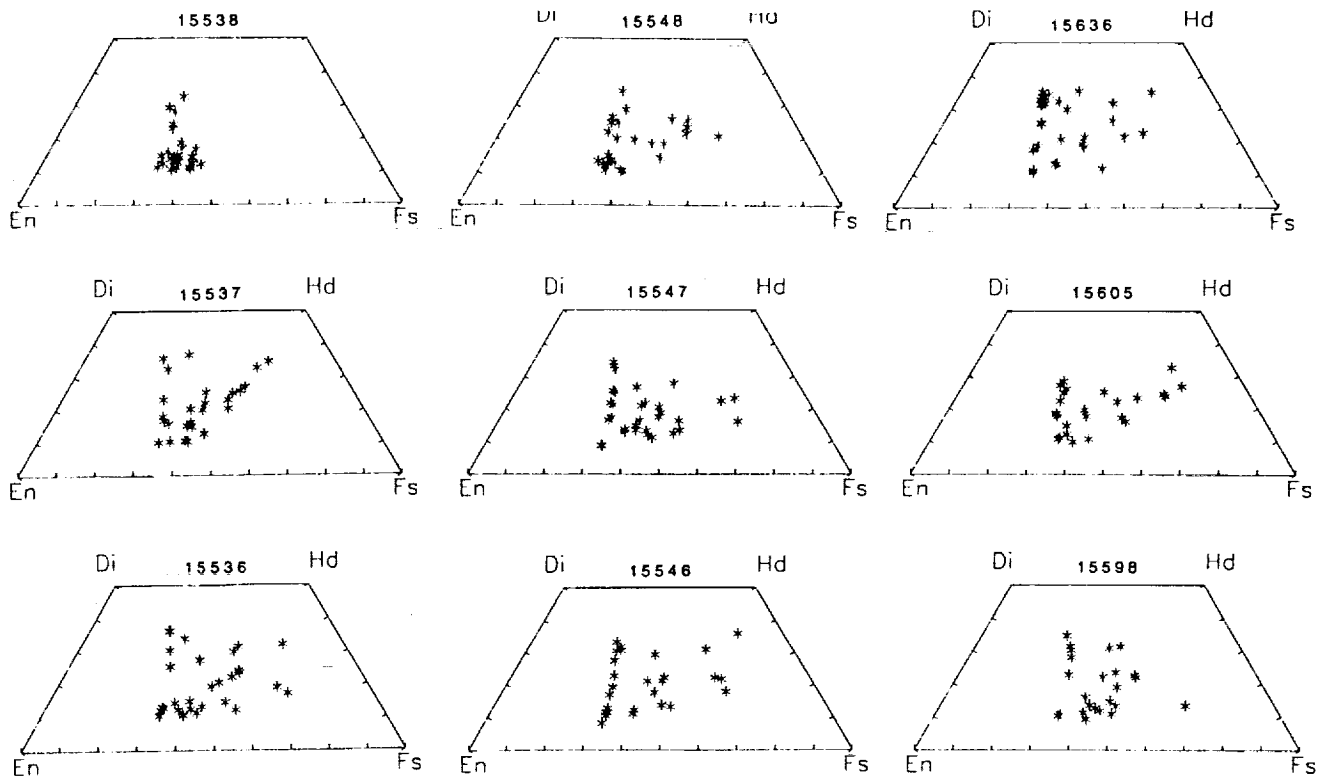 15538
Di 15548 Hd
Di 15636 Hd
En Fs
En Fs
En Fs
Di 15537 Hd
Di 15547 Hd
Di 15605 Hd
En Fs
En Fs
En Fs
Di 15536 Hd
Di 15546 Hd
Di 15598 Hd
En Fs
En Fs
En Fs